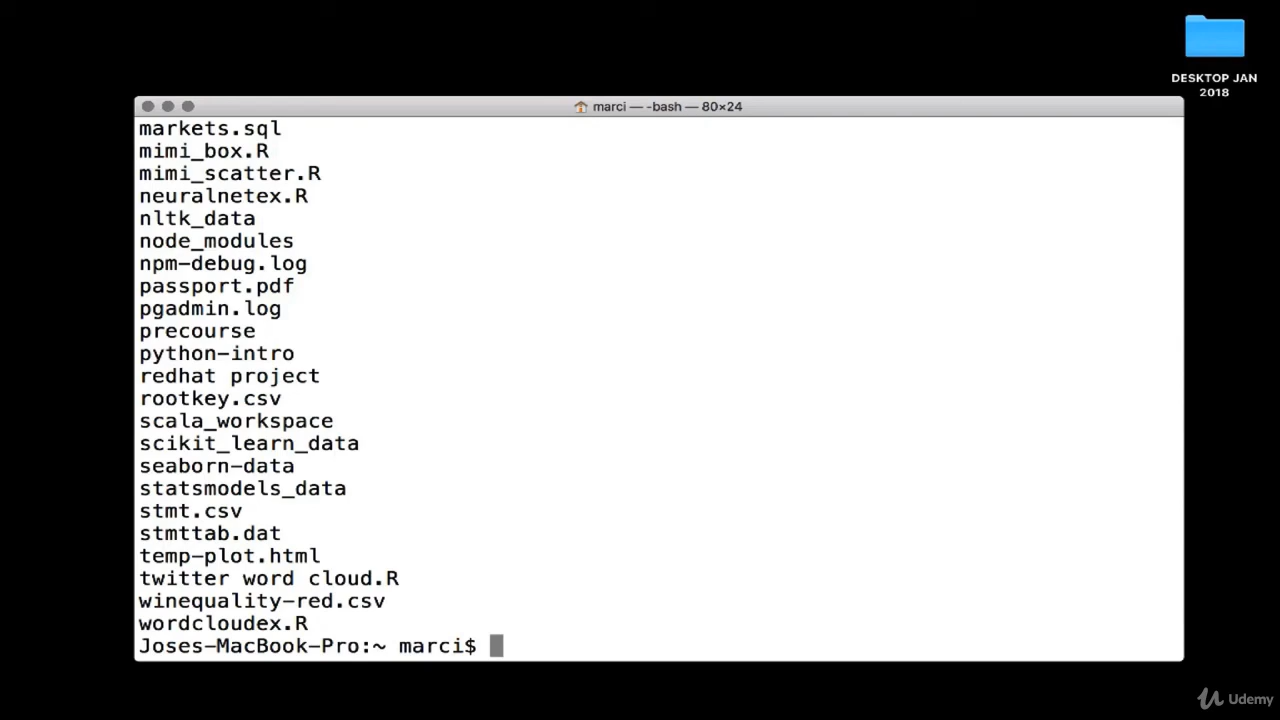 DESKTOP JAN
2018
marci — -bash — 80×24
markets.sql
mimi_box.R
mimi_scatter.R
neuralnetex.R
nltk_data
node_modules
npm-debug.log
passport.pdf
pgadmin.log
precourse
python-intro
redhat project
rootkey.csv
scala_workspace
scikit_learn_data
seaborn-data
statsmodels_data
stmt.csv
stmttab.dat
temp-plot.html
twitter word cloud.R
winequality-red.csv
wordcloudex.R
Joses-MacBook-Pro:~ marci$
Udemy